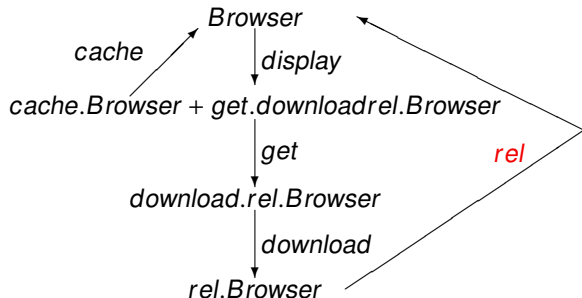 Browser
cache
display
cache.Browser + get.downloadrel.Browser
get
rel
download.rel.Browser
download
rel.Browser